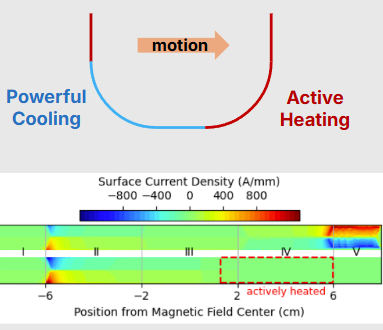 motion
Powerful
Cooling
Active
Heating
Surface Current Density (A/mm)
−800 −400 0 400 800
I II III IV V
actively heated
−6 −2 2 6
Position from Magnetic Field Center (cm)